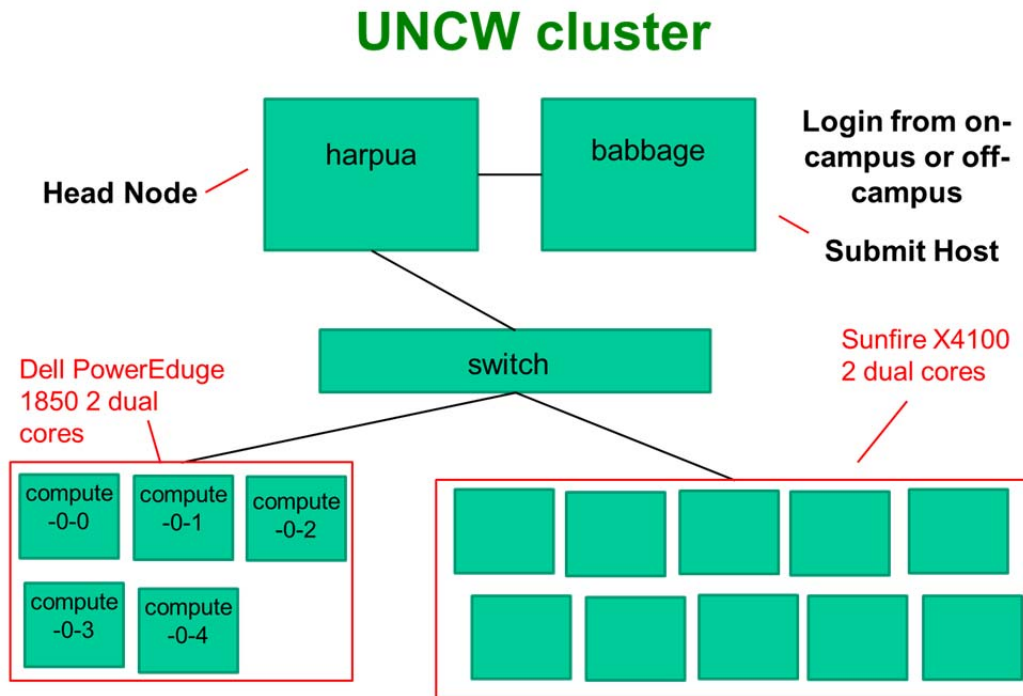 UNCW cluster
harpua
babbage
Login from on-
campus or off-
campus
Head Node
Submit Host
switch
Sunfire X4100
2 dual cores
Dell PowerEduge
1850 2 dual
cores
compute
-0-0
compute
-0-1
compute
-0-2
compute
-0-3
compute
-0-4